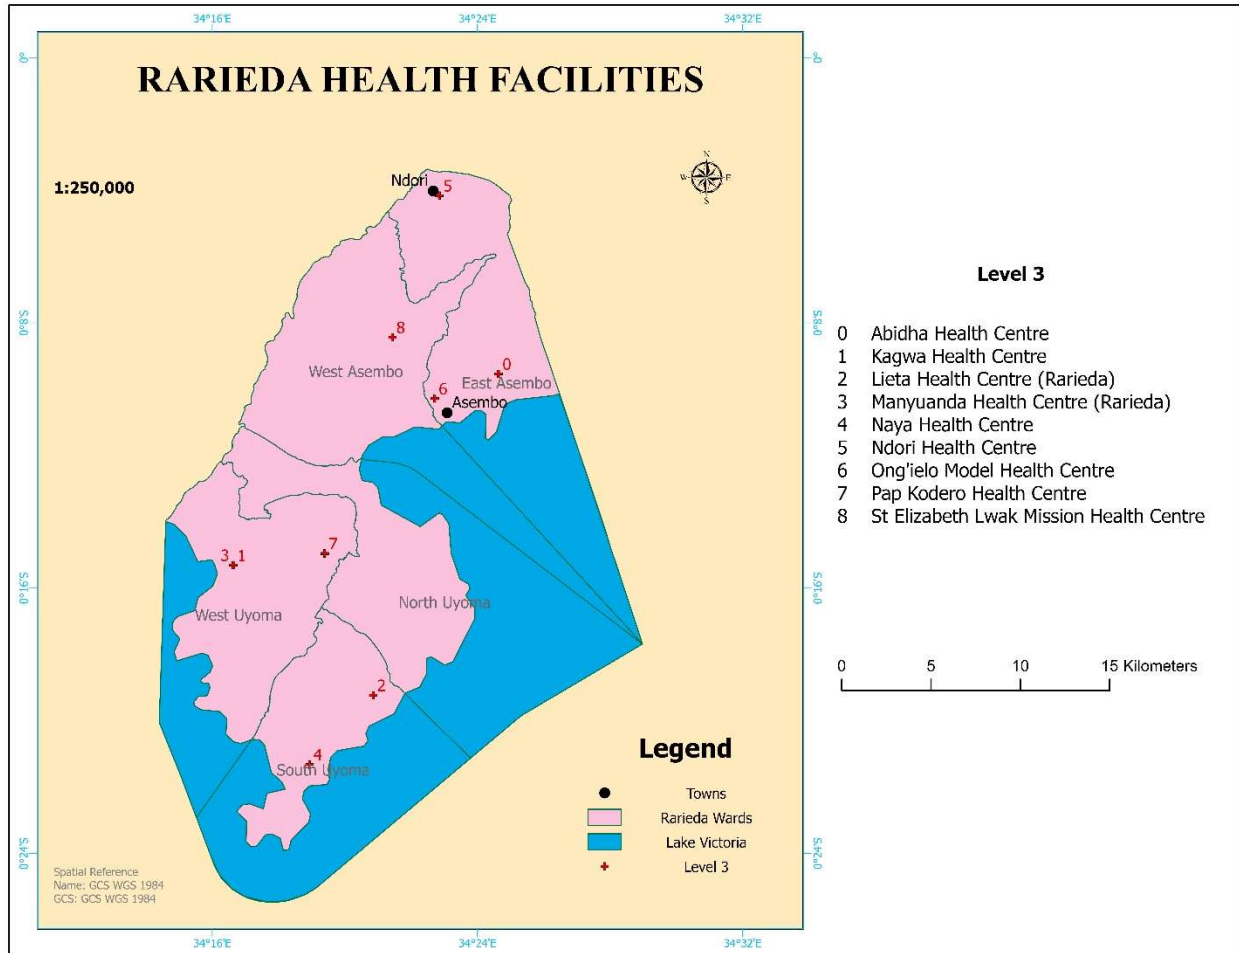 34°16'E
34°24'E
34°32'E
0°
0°
RARIEDA HEALTH FACILITIES
N
W
E
S
1:250,000
Ndori
5
Level 3
0°8'S
0°8'S
8
0 Abidha Health Centre
1 Kagwa Health Centre
2 Lieta Health Centre (Rarieda)
3 Manyuanda Health Centre (Rarieda)
4 Naya Health Centre
5 Ndori Health Centre
6 Ong'ielo Model Health Centre
7 Pap Kodero Health Centre
8 St Elizabeth Lwak Mission Health Centre
West Asembo
0
East Asembo
6
Asembo
7
3 1
0°16'S
0°16'S
North Uyoma
West Uyoma
0 5 10 15 Kilometers
2
4
South Uyoma
Legend
Towns
Rarieda Wards
Lake Victoria
Level 3
0°24'S
0°24'S
Spatial Reference
Name: GCS WGS 1984
GCS: GCS WGS 1984
34°16'E
34°24'E
34°32'E